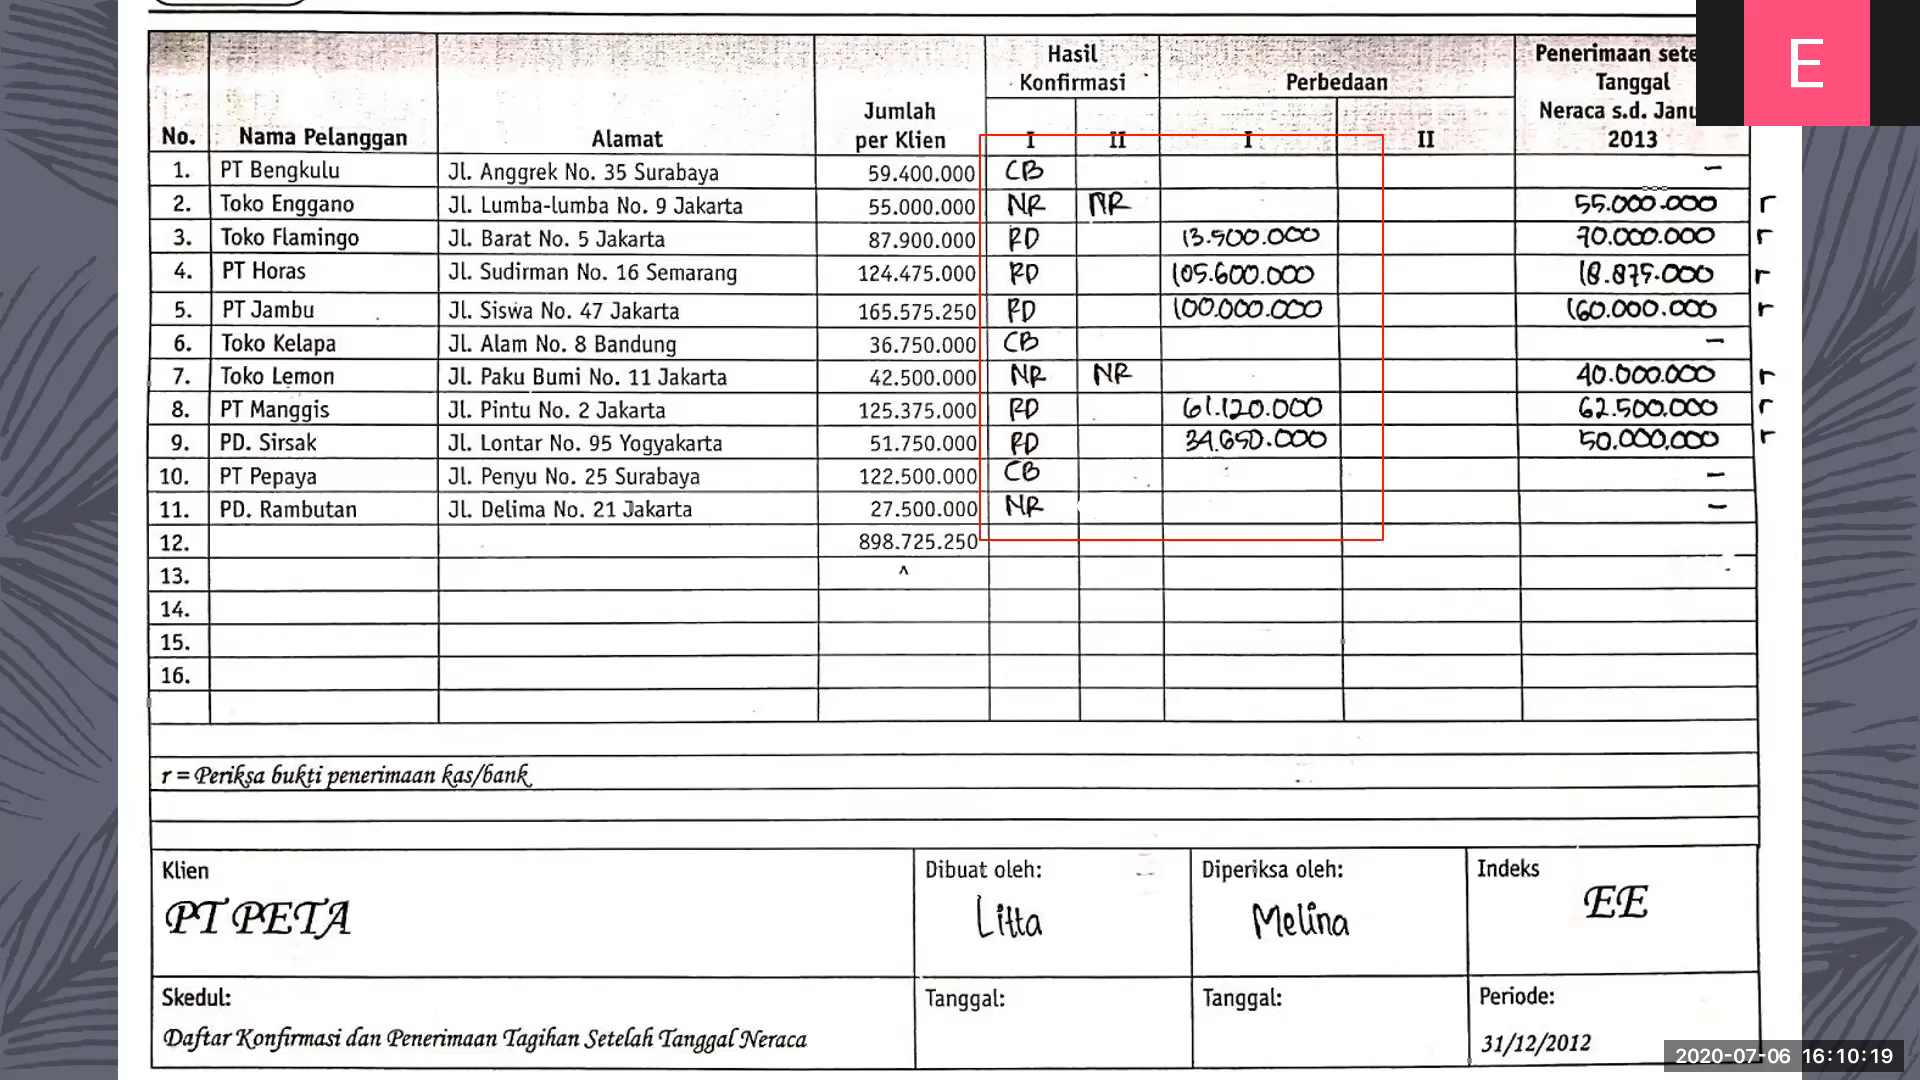 Hasil
Konfirmasi
Perbedaan
Penerimaan sete
Tanggal
Neraca s.d. Janu
2013
No. Nama Pelanggan Alamat Jumlah per Klien I II I II
1. PT Bengkulu Jl. Anggrek No. 35 Surabaya 59.400.000 CB –
2. Toko Enggano Jl. Lumba-lumba No. 9 Jakarta 55.000.000 NR NR 55.000.000 r
3. Toko Flamingo Jl. Barat No. 5 Jakarta 87.900.000 RD 13.500.000 70.000.000 r
4. PT Horas Jl. Sudirman No. 16 Semarang 124.475.000 RD 105.600.000 18.875.000 r
5. PT Jambu Jl. Siswa No. 47 Jakarta 165.575.250 RD 100.000.000 160.000.000 r
6. Toko Kelapa Jl. Alam No. 8 Bandung 36.750.000 CB –
7. Toko Lemon Jl. Paku Bumi No. 11 Jakarta 42.500.000 NR NR 40.000.000 r
8. PT Manggis Jl. Pintu No. 2 Jakarta 125.375.000 RD 61.120.000 62.500.000 r
9. PD. Sirsak Jl. Lontar No. 95 Yogyakarta 51.750.000 RD 34.650.000 50.000.000 r
10. PT Pepaya Jl. Penyu No. 25 Surabaya 122.500.000 CB –
11. PD. Rambutan Jl. Delima No. 21 Jakarta 27.500.000 NR –
12. 898.725.250
13. ^
14.
15.
16.
r = Periksa bukti penerimaan kas/bank
Klien
PT PETA
Dibuat oleh:
Litta
Diperiksa oleh:
Melina
Indeks
EE
Skedul:
Daftar Konfirmasi dan Penerimaan Tagihan Setelah Tanggal Neraca
Tanggal:
Tanggal:
Periode:
31/12/2012
E
2020-07-06 16:10:19